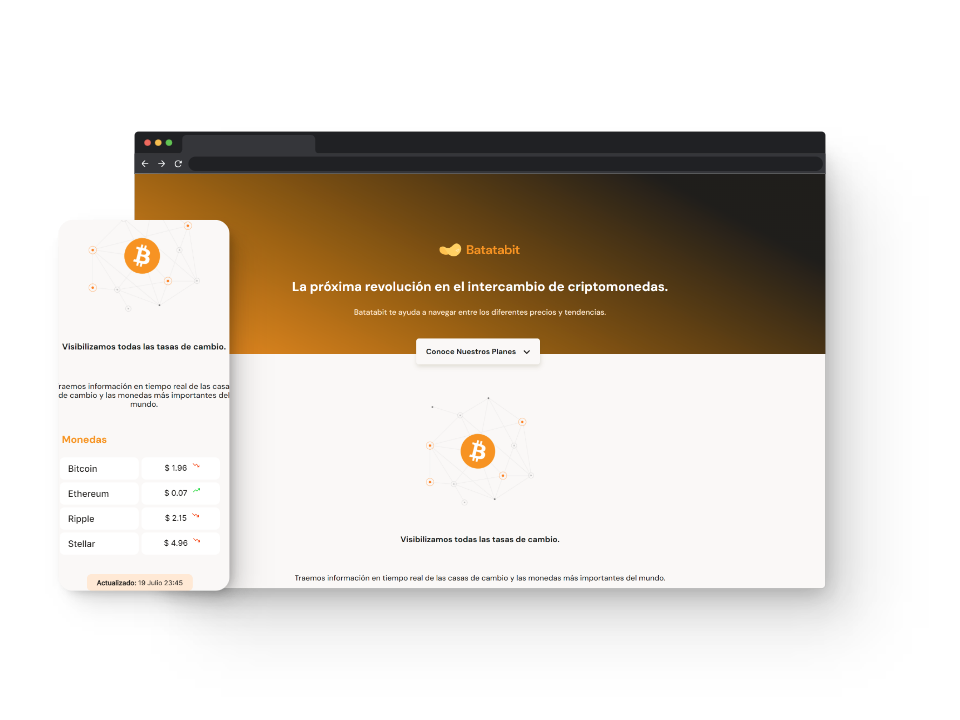 Batatabit
La próxima revolución en el intercambio de criptomonedas.
Batatabit te ayuda a navegar entre los diferentes precios y tendencias.
Conoce Nuestros Planes
Visibilizamos todas las tasas de cambio.
Traemos información en tiempo real de las casas de cambio y las monedas más importantes del mundo.
Visibilizamos todas las tasas de cambio.
raemos información en tiempo real de las casa
de cambio y las monedas más importantes del
mundo.
Monedas
Bitcoin $ 1.96
Ethereum $ 0.07
Ripple $ 2.15
Stellar $ 4.96
Actualizado: 19 Julio 23:45